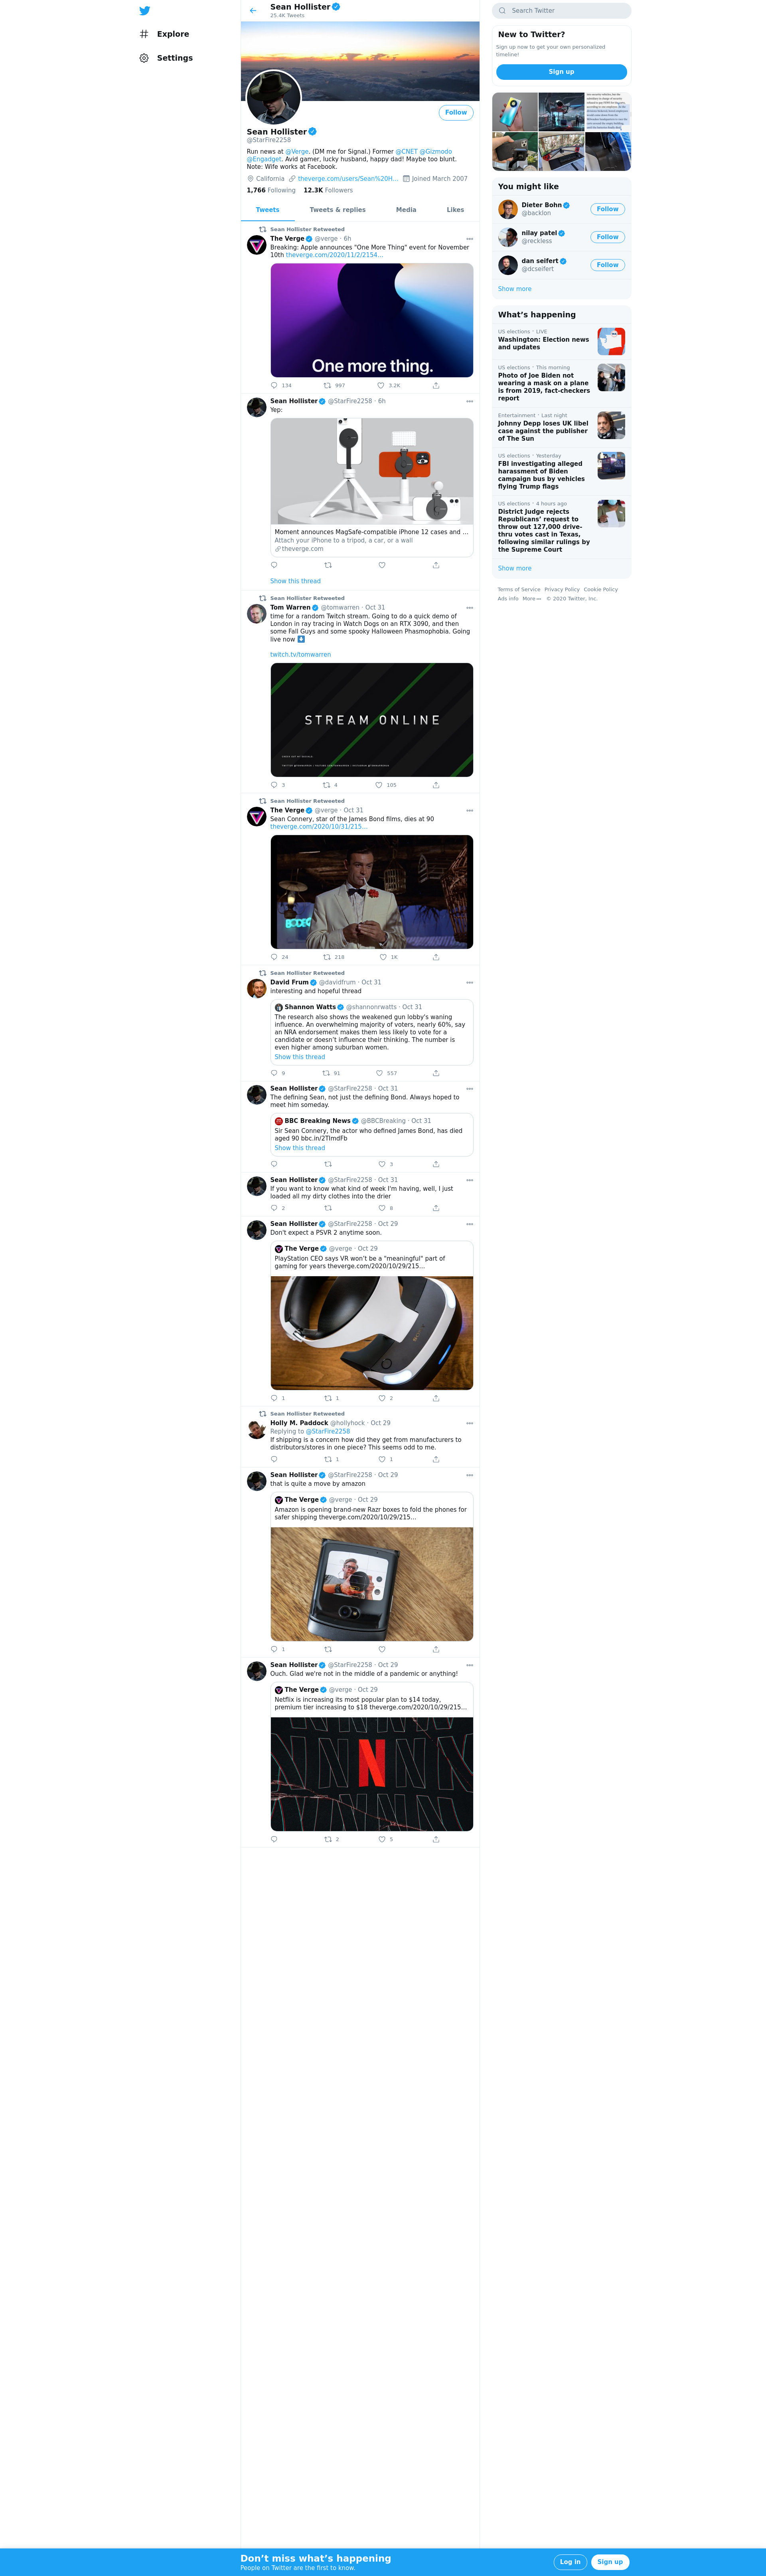 Explore
Settings
Sean Hollister
25.4K Tweets
Follow
Sean Hollister
@StarFire2258
Run news at @Verge. (DM me for Signal.) Former @CNET @Gizmodo
@Engadget. Avid gamer, lucky husband, happy dad! Maybe too blunt.
Note: Wife works at Facebook.
California theverge.com/users/Sean%20H... Joined March 2007
1,766 Following 12.3K Followers
Tweets Tweets & replies Media Likes
Sean Hollister Retweeted
The Verge @verge · 6h
Breaking: Apple announces "One More Thing" event for November
10th theverge.com/2020/11/2/2154...
One more thing.
134 997 3.2K
Sean Hollister @StarFire2258 · 6h
Yep:
Moment announces MagSafe-compatible iPhone 12 cases and ...
Attach your iPhone to a tripod, a car, or a wall
theverge.com
Show this thread
Sean Hollister Retweeted
Tom Warren @tomwarren · Oct 31
time for a random Twitch stream. Going to do a quick demo of
London in ray tracing in Watch Dogs on an RTX 3090, and then
some Fall Guys and some spooky Halloween Phasmophobia. Going
live now
twitch.tv/tomwarren
STREAM ONLINE
3 4 105
Sean Hollister Retweeted
The Verge @verge · Oct 31
Sean Connery, star of the James Bond films, dies at 90
theverge.com/2020/10/31/215...
24 218 1K
Sean Hollister Retweeted
David Frum @davidfrum · Oct 31
interesting and hopeful thread
Shannon Watts @shannonrwatts · Oct 31
The research also shows the weakened gun lobby's waning
influence. An overwhelming majority of voters, nearly 60%, say
an NRA endorsement makes them less likely to vote for a
candidate or doesn't influence their thinking. The number is
even higher among suburban women.
Show this thread
9 91 557
Sean Hollister @StarFire2258 · Oct 31
The defining Sean, not just the defining Bond. Always hoped to
meet him someday.
BBC Breaking News @BBCBreaking · Oct 31
Sir Sean Connery, the actor who defined James Bond, has died
aged 90 bbc.in/2TImdFb
Show this thread
3
Sean Hollister @StarFire2258 · Oct 31
If you want to know what kind of week I'm having, well, I just
loaded all my dirty clothes into the drier
2 8
Sean Hollister @StarFire2258 · Oct 29
Don't expect a PSVR 2 anytime soon.
The Verge @verge · Oct 29
PlayStation CEO says VR won't be a "meaningful" part of
gaming for years theverge.com/2020/10/29/215...
1 1 2
Sean Hollister Retweeted
Holly M. Paddock @hollyhock · Oct 29
Replying to @StarFire2258
If shipping is a concern how did they get from manufacturers to
distributors/stores in one piece? This seems odd to me.
1 1
Sean Hollister @StarFire2258 · Oct 29
that is quite a move by amazon
The Verge @verge · Oct 29
Amazon is opening brand-new Razr boxes to fold the phones for
safer shipping theverge.com/2020/10/29/215...
1
Sean Hollister @StarFire2258 · Oct 29
Ouch. Glad we're not in the middle of a pandemic or anything!
The Verge @verge · Oct 29
Netflix is increasing its most popular plan to $14 today,
premium tier increasing to $18 theverge.com/2020/10/29/215...
2 5
Search Twitter
New to Twitter?
Sign up now to get your own personalized
timeline!
Sign up
You might like
Dieter Bohn
@backlon
Follow
nilay patel
@reckless
Follow
dan seifert
@dcseifert
Follow
Show more
What's happening
US elections · LIVE
Washington: Election news
and updates
US elections · This morning
Photo of Joe Biden not
wearing a mask on a plane
is from 2019, fact-checkers
report
Entertainment · Last night
Johnny Depp loses UK libel
case against the publisher
of The Sun
US elections · Yesterday
FBI investigating alleged
harassment of Biden
campaign bus by vehicles
flying Trump flags
US elections · 4 hours ago
District Judge rejects
Republicans' request to
throw out 127,000 drive-
thru votes cast in Texas,
following similar rulings by
the Supreme Court
Show more
Terms of Service Privacy Policy Cookie Policy
Ads info More © 2020 Twitter, Inc.
Don't miss what's happening
People on Twitter are the first to know.
Log in Sign up